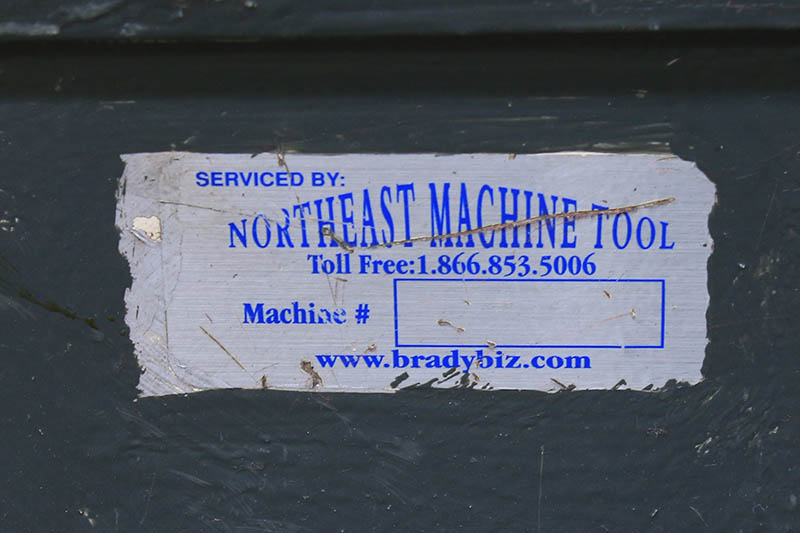 SERVICED BY:
NORTHEAST MACHINE TOOL
Toll Free:1.866.853.5006
Machine #
www.bradybiz.com